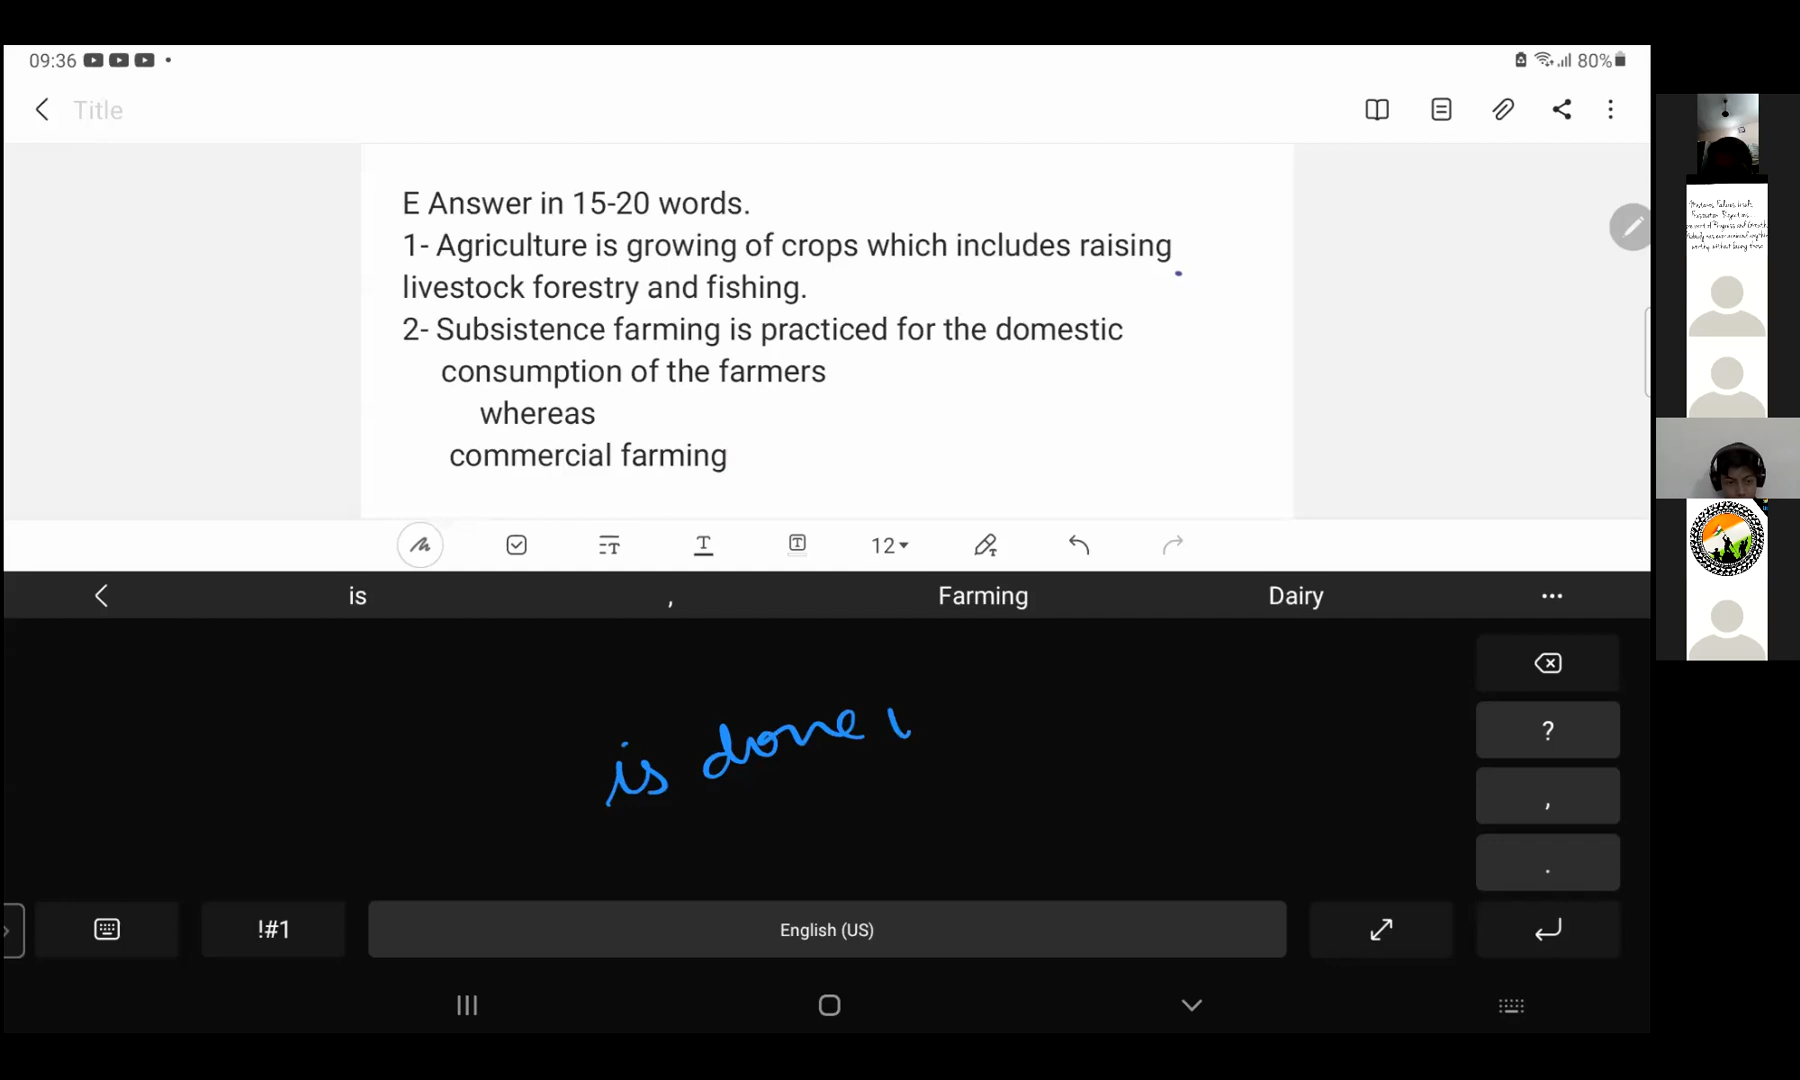 09:36
80%
Title
E Answer in 15-20 words.
1- Agriculture is growing of crops which includes raising
livestock forestry and fishing.
2- Subsistence farming is practiced for the domestic
consumption of the farmers
whereas
commercial farming
12
is , Farming Dairy
is done
?
,
.
!#1 English (US)